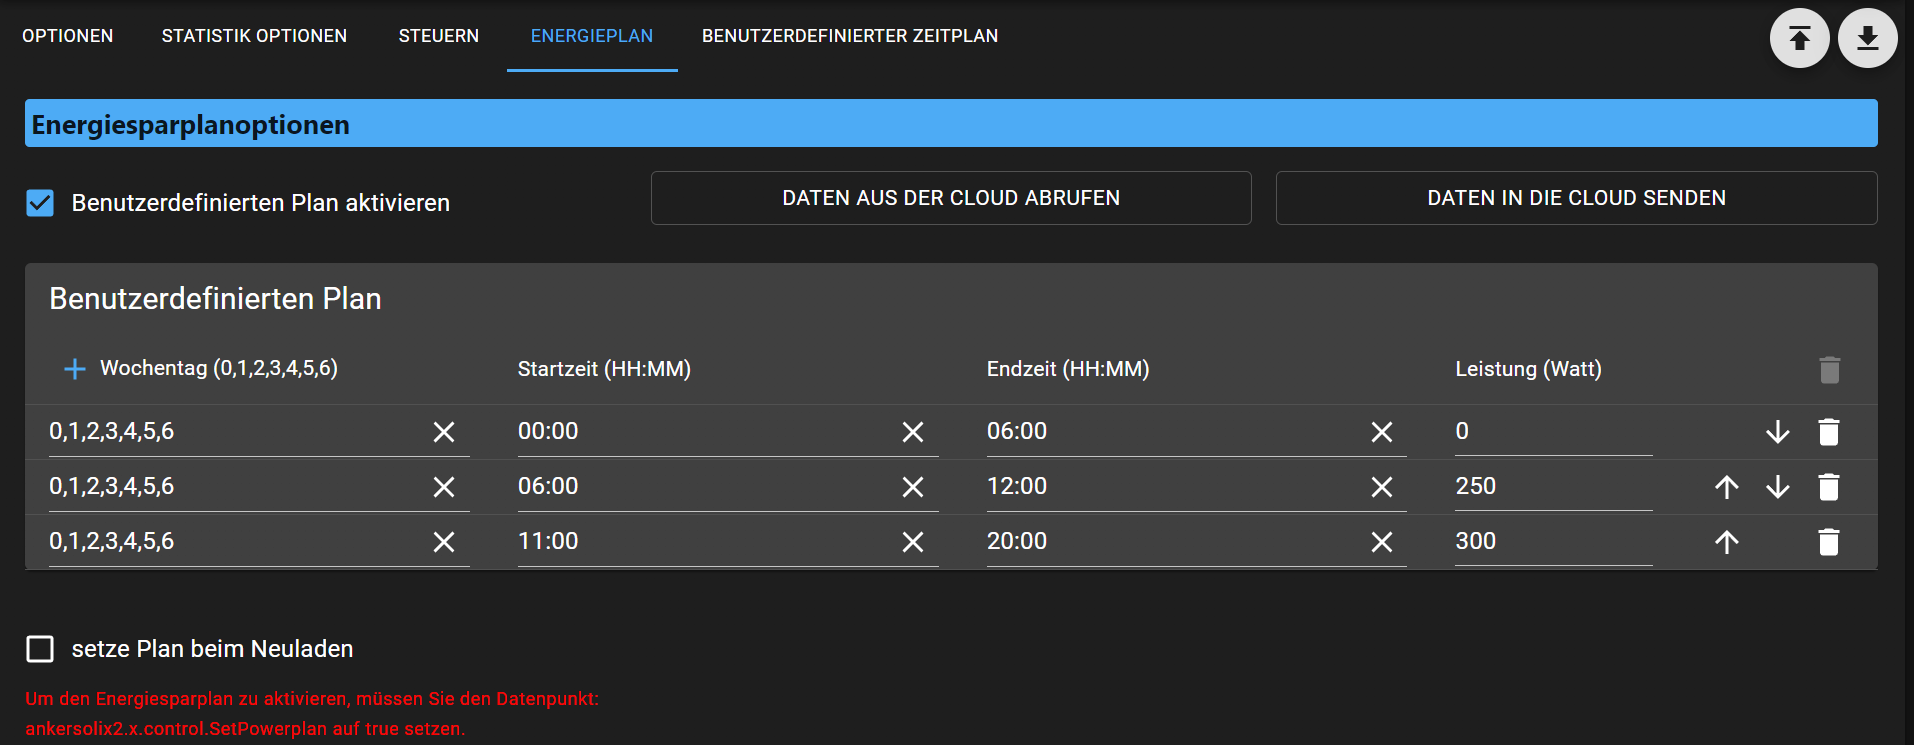 OPTIONEN STATISTIK OPTIONEN STEUERN ENERGIEPLAN BENUTZERDEFINIERTER ZEITPLAN
Energiesparplanoptionen
Benutzerdefinierten Plan aktivieren DATEN AUS DER CLOUD ABRUFEN DATEN IN DIE CLOUD SENDEN
Benutzerdefinierten Plan
Wochentag (0,1,2,3,4,5,6) Startzeit (HH:MM) Endzeit (HH:MM) Leistung (Watt)
0,1,2,3,4,5,6 00:00 06:00 0
0,1,2,3,4,5,6 06:00 12:00 250
0,1,2,3,4,5,6 11:00 20:00 300
setze Plan beim Neuladen
Um den Energiesparplan zu aktivieren, müssen Sie den Datenpunkt:
ankersolix2.x.control.SetPowerplan auf true setzen.